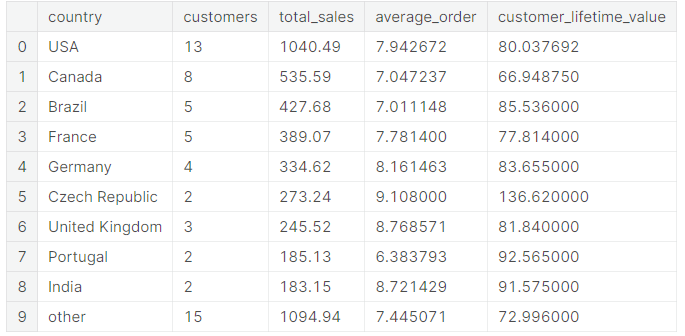 country customers total_sales average_order customer_lifetime_value
0 USA 13 1040.49 7.942672 80.037692
1 Canada 8 535.59 7.047237 66.948750
2 Brazil 5 427.68 7.011148 85.536000
3 France 5 389.07 7.781400 77.814000
4 Germany 4 334.62 8.161463 83.655000
5 Czech Republic 2 273.24 9.108000 136.620000
6 United Kingdom 3 245.52 8.768571 81.840000
7 Portugal 2 185.13 6.383793 92.565000
8 India 2 183.15 8.721429 91.575000
9 other 15 1094.94 7.445071 72.996000